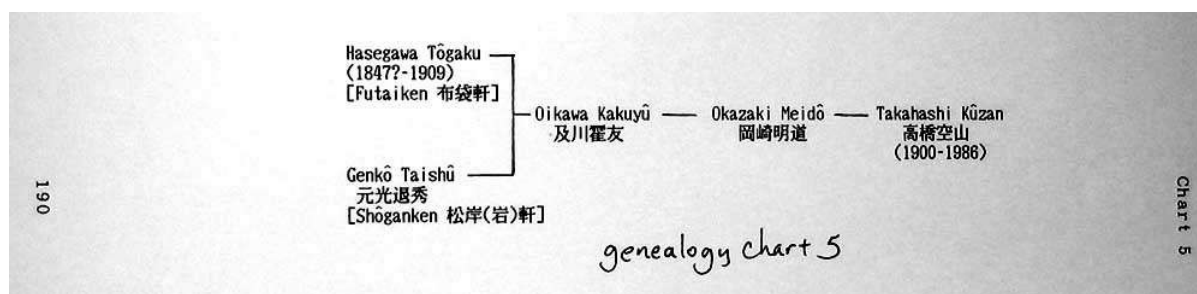 Hasegawa Tôgaku
(1847?-1909)
[Futaiken 布袋軒]
Genkô Taishû
元光退秀
[Shôganken 松岸(岩)軒]
Oikawa Kakuyû
及川霍友
Okazaki Meidô
岡崎明道
Takahashi Kûzan
高橋空山
(1900-1986)
genealogy chart 5
190
Chart 5